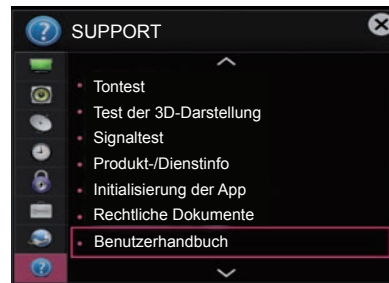 SUPPORT
Tontest
Test der 3D-Darstellung
Signaltest
Produkt-/Dienstinfo
Initialisierung der App
Rechtliche Dokumente
Benutzerhandbuch